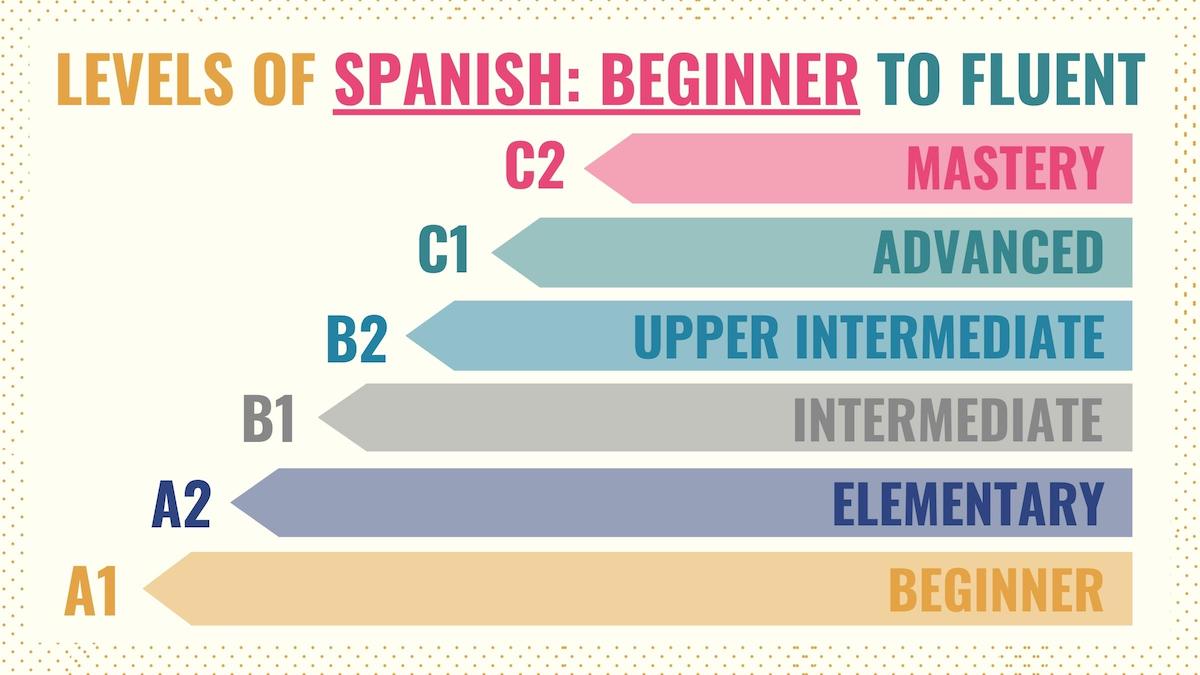 LEVELS OF SPANISH: BEGINNER TO FLUENT
C2 MASTERY
C1 ADVANCED
B2 UPPER INTERMEDIATE
B1 INTERMEDIATE
A2 ELEMENTARY
A1 BEGINNER